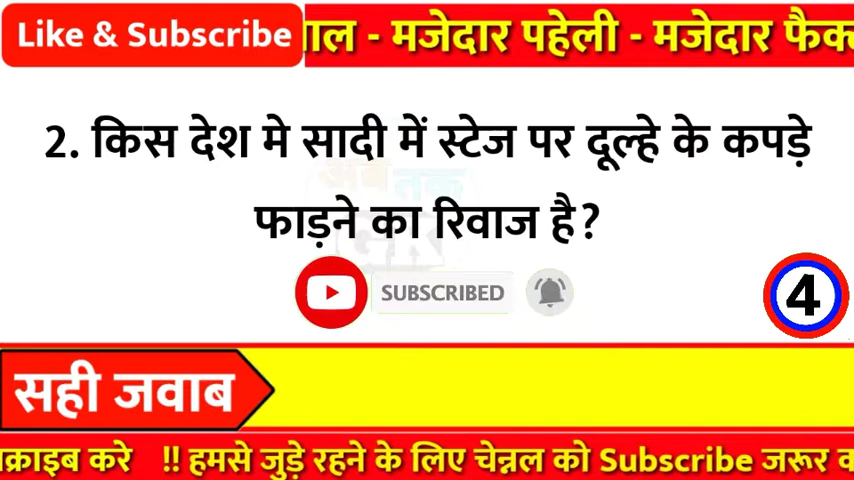 Like & Subscribe
ाल - मजेदार पहेली - मजेदार फैक्
2. किस देश मे सादी में स्टेज पर दूल्हे के कपड़े
फाड़ने का रिवाज है?
SUBSCRIBED
4
सही जवाब
क्राइब करे !! हमसे जुड़े रहने के लिए चेन्नल को Subscribe जरूर क